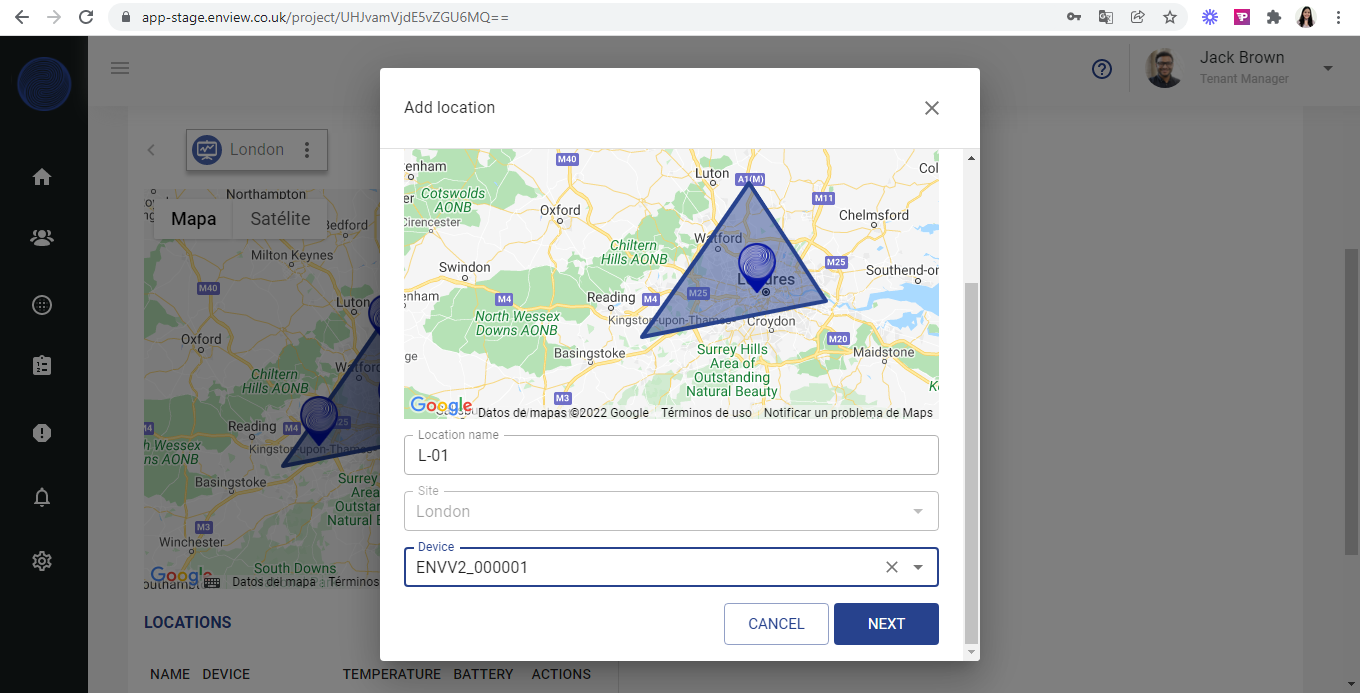 app-stage.enview.co.uk/project/UHJvamVjdE5vZGU6MQ==
Jack Brown
Tenant Manager
London
Northampton
Mapa
Satélite
Bedford
Milton Keynes
M40
Luton
Oxford
Watford
Chiltern
Hills AONB
Reading
M4
M25
Kingston-upon-Thames
Basingstoke
Surrey
Area
Outstan
Natural B
M3
Winchester
South Downs
Google
Datos del mapa
Términos
LOCATIONS
NAME
DEVICE
TEMPERATURE
BATTERY
ACTIONS
Add location
M40
Luton
A1(M)
Col
Cotswolds
AONB
Cirencester
Oxford
M11
Chelmsford
Watford
Chiltern
Hills AONB
M25
Swindon
Southend-on
Londres
M4
Reading
M4
M25
North Wessex
Downs AONB
Kingston-upon-Thames
Croydon
M20
Basingstoke
Surrey Hills
Area of
Outstanding
Natural Beauty
Maidstone
M3
Google
Datos de mapas ©2022 Google
Términos de uso
Notificar un problema de Maps
Location name
L-01
Site
London
Device
ENVV2_000001
CANCEL
NEXT